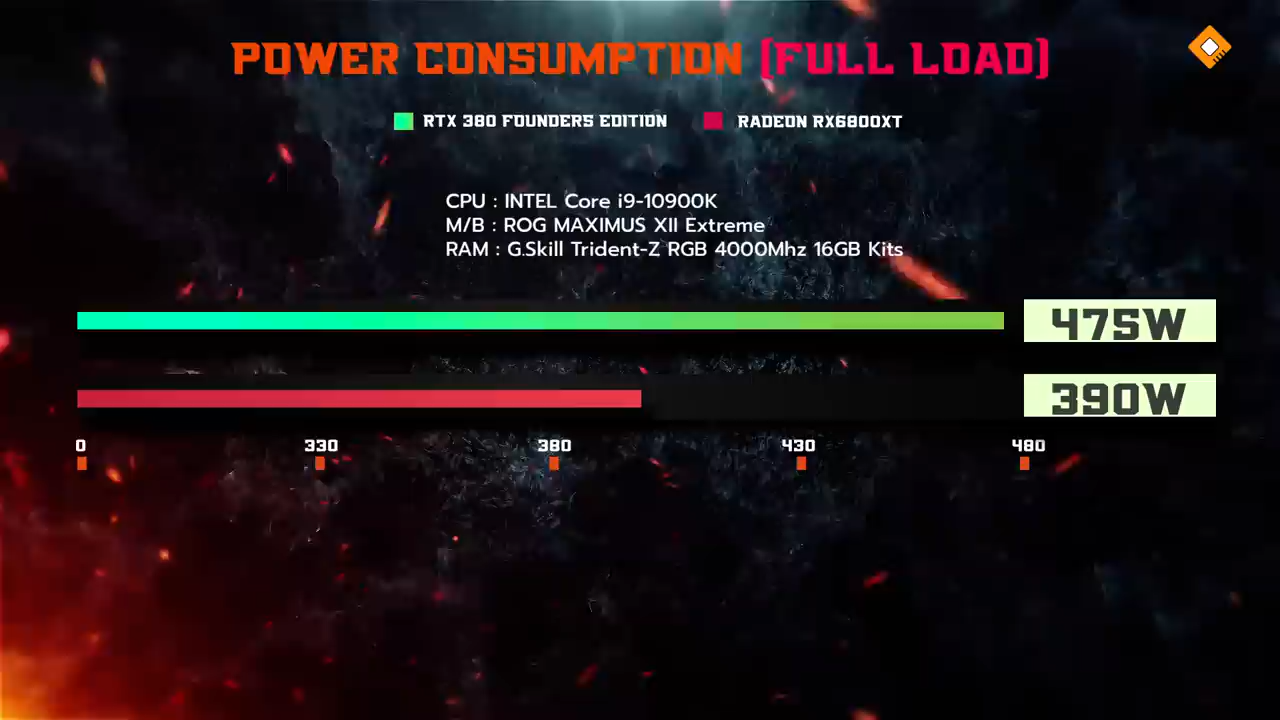 POWER CONSUMPTION (FULL LOAD)
RTX 380 FOUNDERS EDITION RADEON RX6800XT
CPU : INTEL Core i9-10900K
M/B : ROG MAXIMUS XII Extreme
RAM : G.Skill Trident-Z RGB 4000Mhz 16GB Kits
475W
390W
0 330 380 430 480